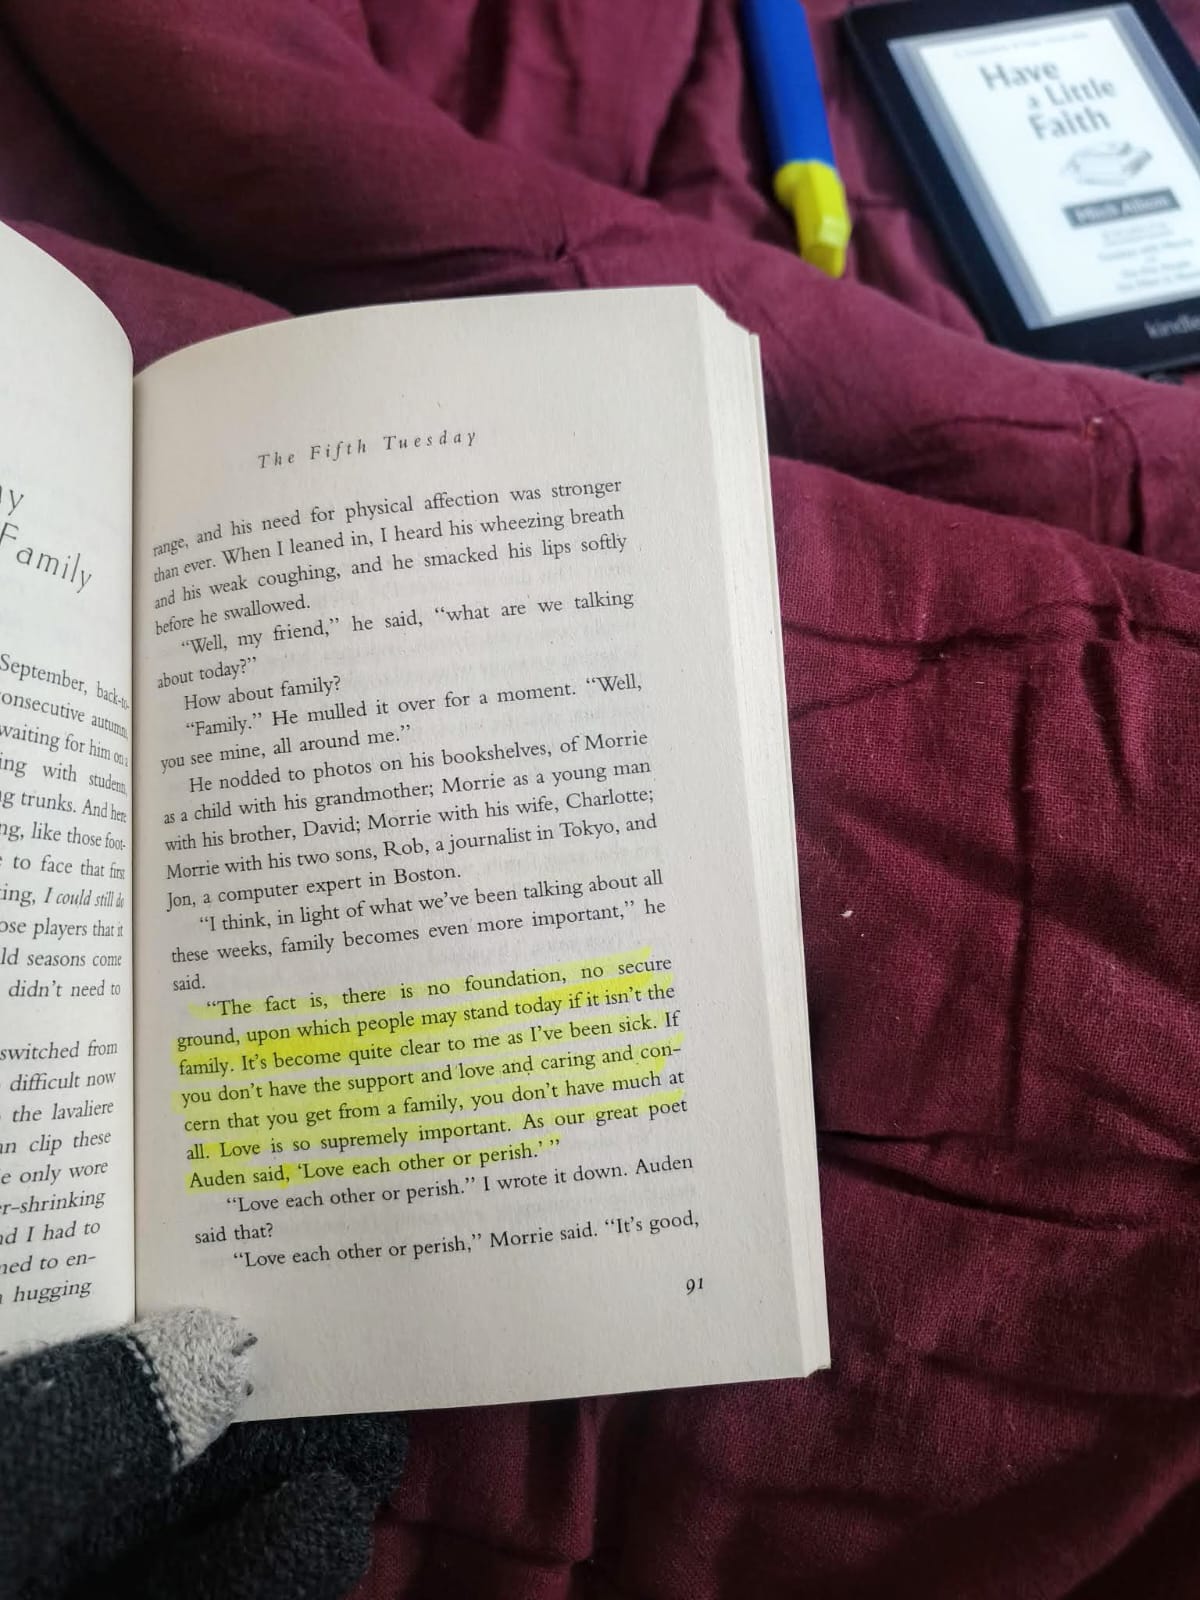 Have
a Little
Faith
Mitch Albom
kindle
ay
Family
September, back-to-
consecutive autumn,
waiting for him on a
ing with students,
g trunks. And here
ng, like those foot-
to face that first
ing, I could still do
ose players that it
ld seasons come
didn't need to
switched from
difficult now
the lavaliere
an clip these
e only wore
er-shrinking
nd I had to
ned to en-
hugging
The Fifth Tuesday
range, and his need for physical affection was stronger
than ever. When I leaned in, I heard his wheezing breath
and his weak coughing, and he smacked his lips softly
before he swallowed.
“Well, my friend,” he said, “what are we talking
about today?”
How about family?
“Family.” He mulled it over for a moment. “Well,
you see mine, all around me.”
He nodded to photos on his bookshelves, of Morrie
as a child with his grandmother; Morrie as a young man
with his brother, David; Morrie with his wife, Charlotte;
Morrie with his two sons, Rob, a journalist in Tokyo, and
Jon, a computer expert in Boston.
“I think, in light of what we’ve been talking about all
these weeks, family becomes even more important,” he
said.
“The fact is, there is no foundation, no secure
ground, upon which people may stand today if it isn’t the
family. It’s become quite clear to me as I’ve been sick. If
you don’t have the support and love and caring and con-
cern that you get from a family, you don’t have much at
all. Love is so supremely important. As our great poet
Auden said, ‘Love each other or perish.’ ”
“Love each other or perish.” I wrote it down. Auden
said that?
“Love each other or perish,” Morrie said. “It’s good,
91